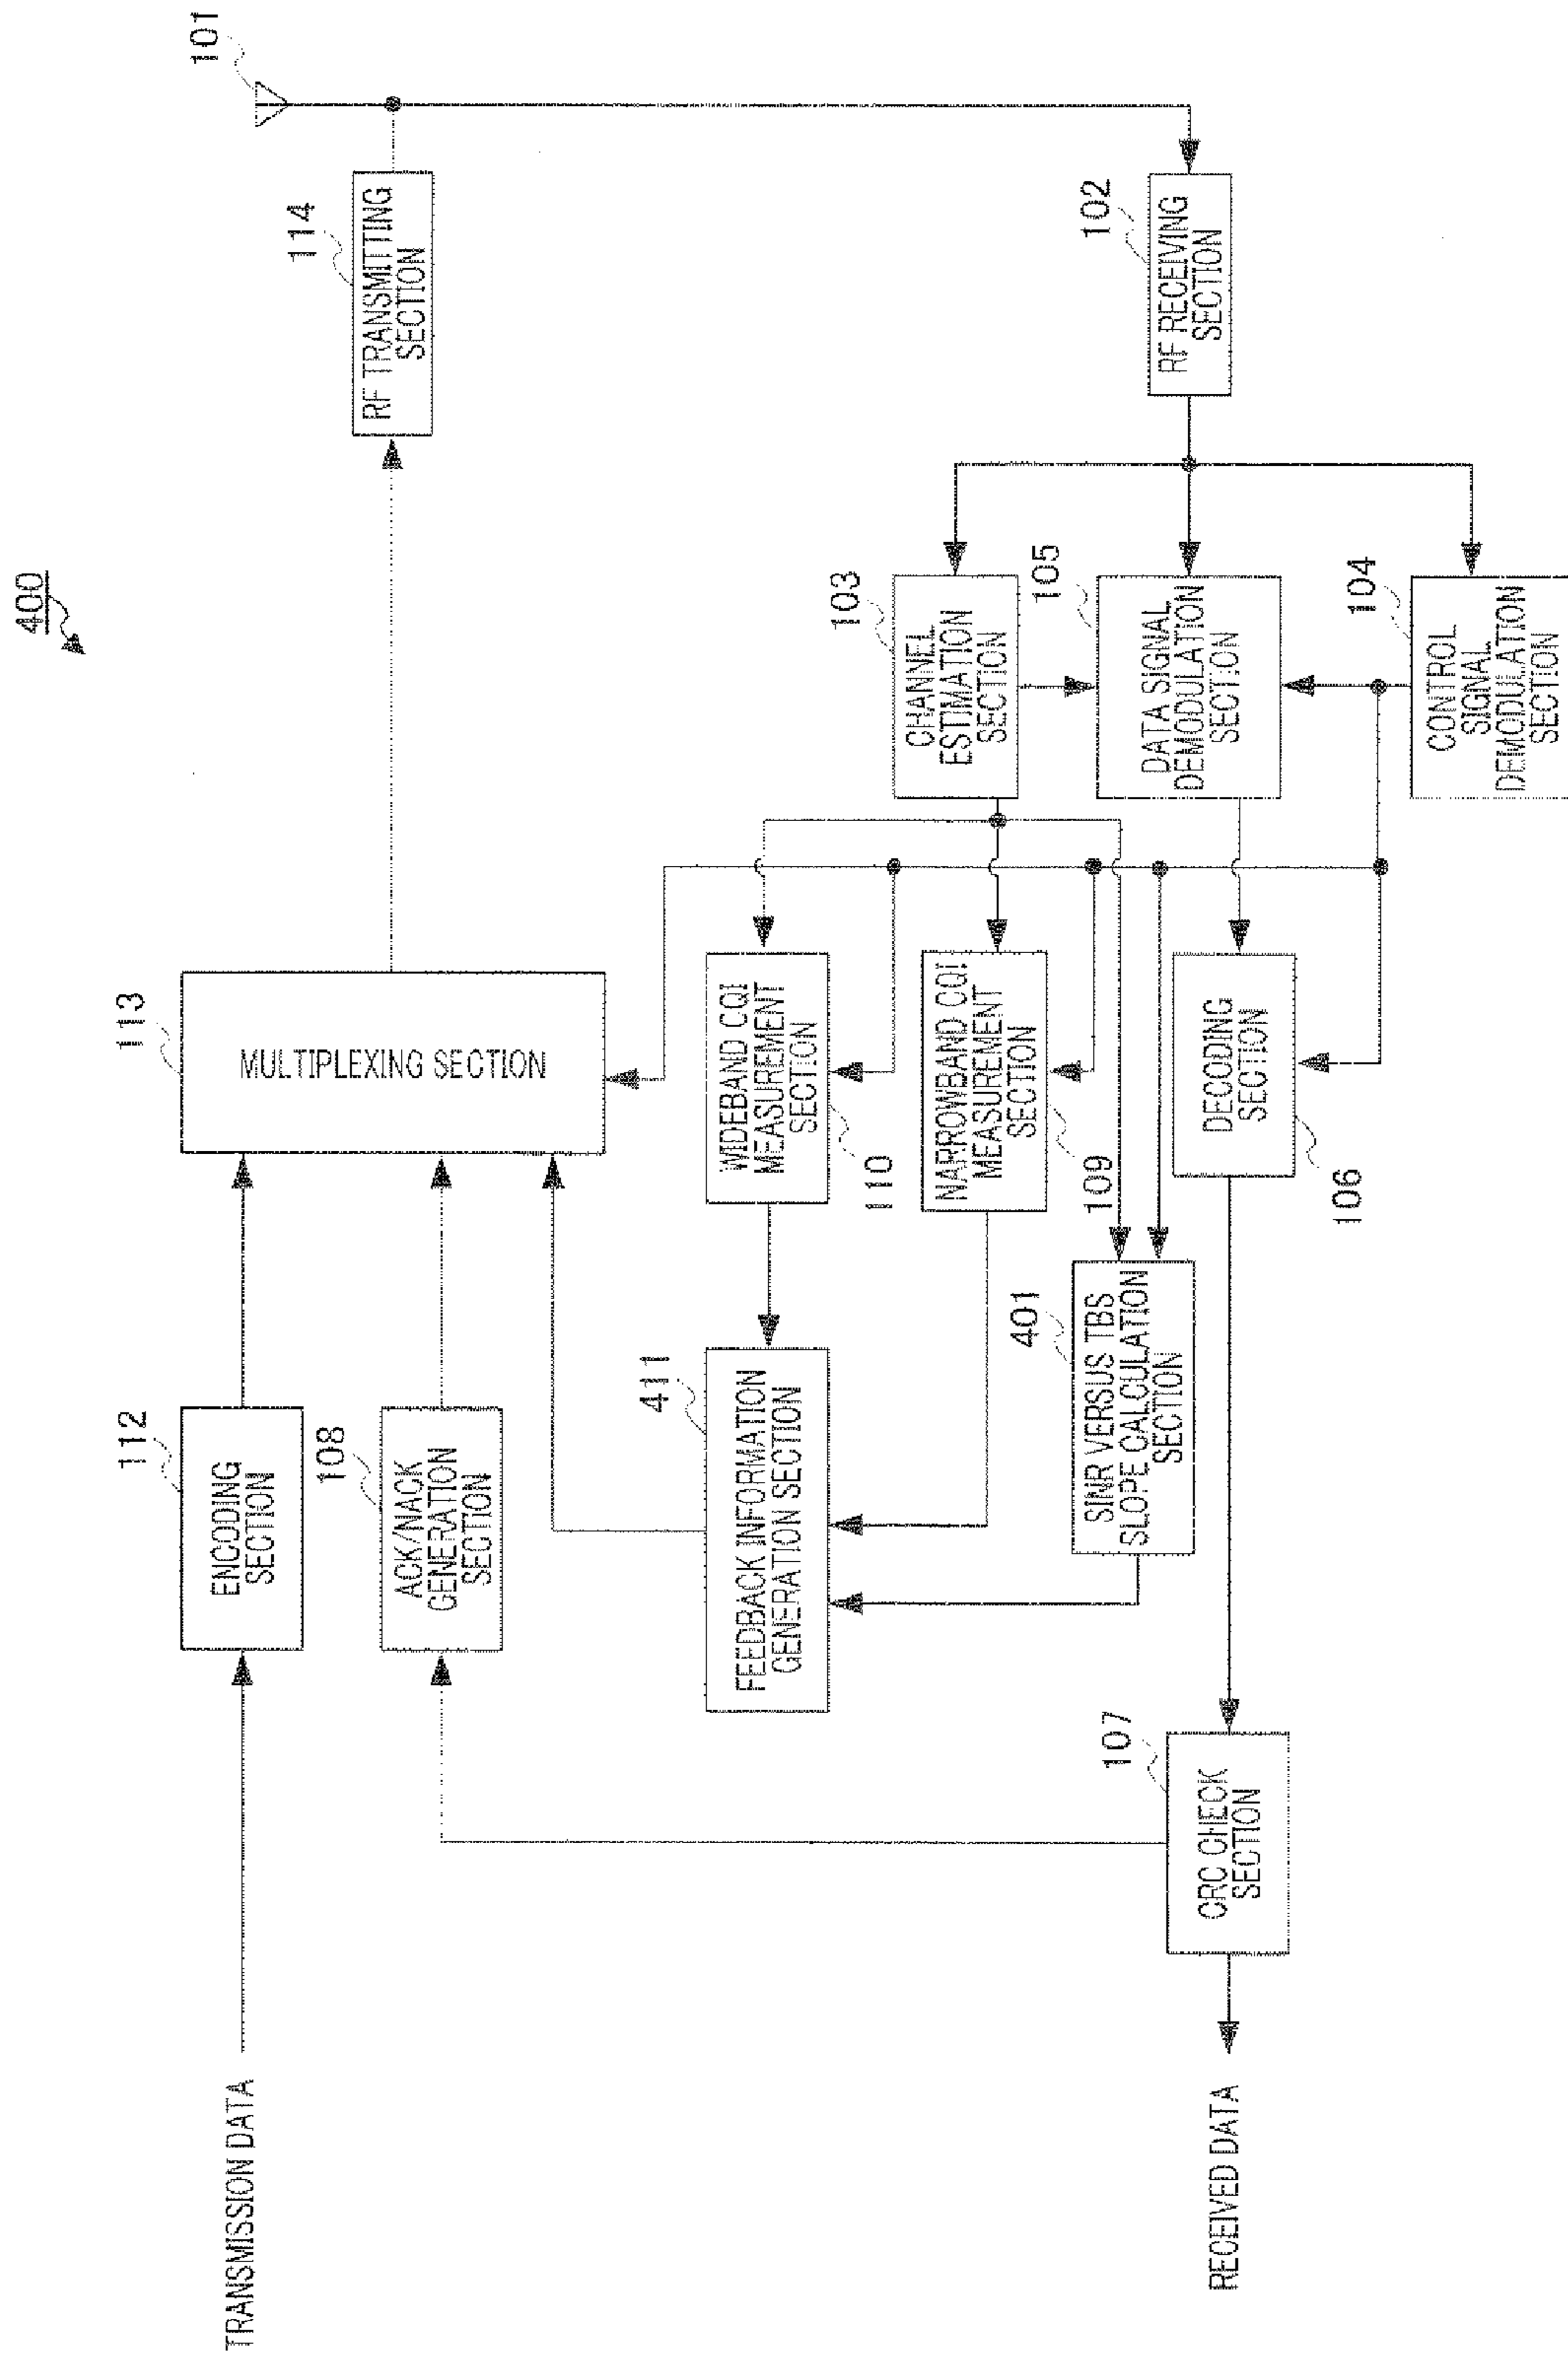 400
TRANSMISSION DATA
112
ENCODING
SECTION
113
MULTIPLEXING SECTION
114
RF TRANSMITTING
SECTION
101
108
ACK/NACK
GENERATION
SECTION
411
FEEDBACK INFORMATION
GENERATION SECTION
WIDEBAND CQI
MEASUREMENT
SECTION
110
NARROWBAND CQI
MEASUREMENT
SECTION
109
103
CHANNEL
ESTIMATION
SECTION
102
RF RECEIVING
SECTION
401
SINR VERSUS TBS
SLOPE CALCULATION
SECTION
105
DATA SIGNAL
DEMODULATION
SECTION
107
CRC CHECK
SECTION
DECODING
SECTION
106
104
CONTROL
SIGNAL
DEMODULATION
SECTION
RECEIVED DATA